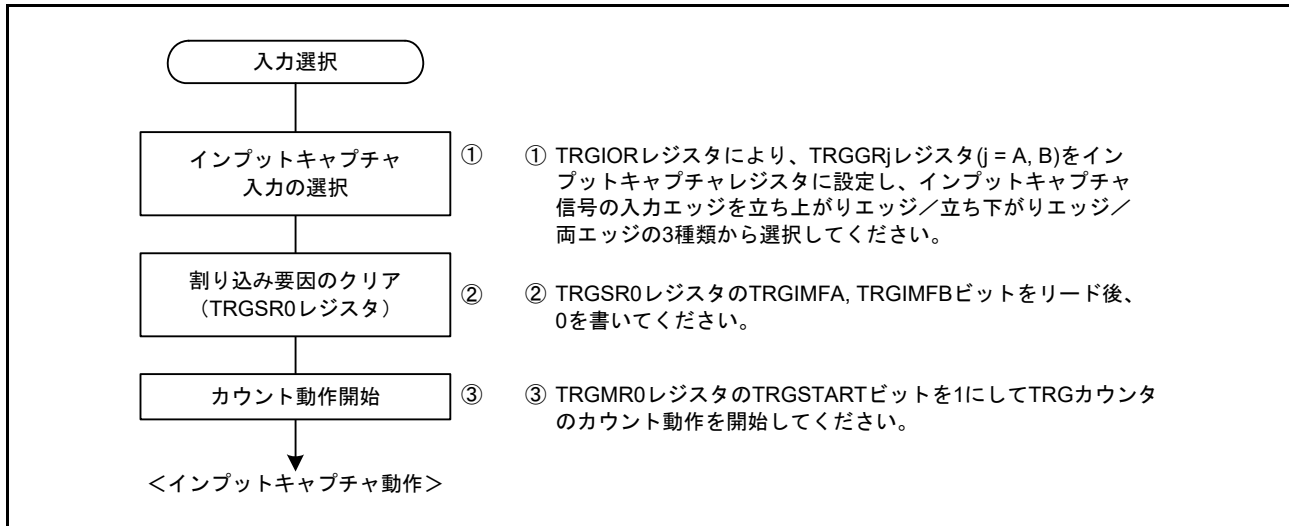 入力選択
インプットキャプチャ
入力の選択
①
① TRGIORレジスタにより、TRGGRjレジスタ(j = A, B)をイン
プットキャプチャレジスタに設定し、インプットキャプチャ
信号の入力エッジを立ち上がりエッジ／立ち下がりエッジ／
両エッジの3種類から選択してください。
割り込み要因のクリア
（TRGSR0レジスタ）
②
② TRGSR0レジスタのTRGIMFA, TRGIMFBビットをリード後、
0を書いてください。
カウント動作開始
③
③ TRGMR0レジスタのTRGSTARTビットを1にしてTRGカウンタ
のカウント動作を開始してください。
＜インプットキャプチャ動作＞